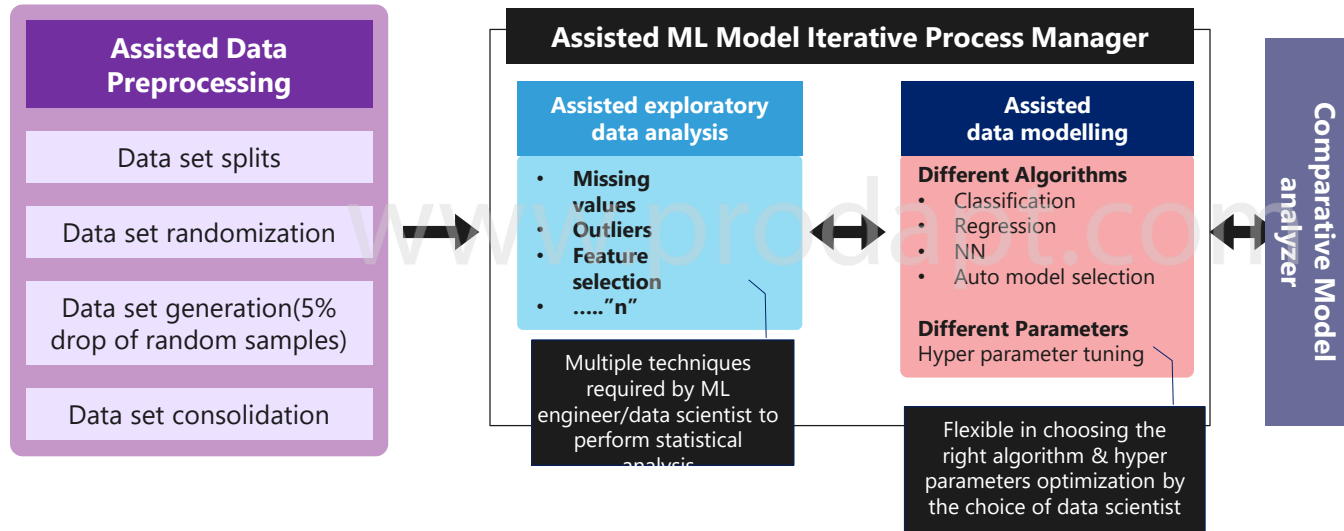 Assisted Data
Preprocessing
Data set splits
Data set randomization
Data set generation(5%
drop of random samples)
Data set consolidation
Assisted ML Model Iterative Process Manager
Assisted exploratory
data analysis
• Missing
values
• Outliers
• Feature
selection
• .....”n”
Multiple techniques
required by ML
engineer/data scientist to
perform statistical
analysis
Assisted
data modelling
Different Algorithms
• Classification
• Regression
• NN
• Auto model selection
Different Parameters
Hyper parameter tuning
Flexible in choosing the
right algorithm & hyper
parameters optimization by
the choice of data scientist
Comparative Model
analyzer
www.prodapt.com